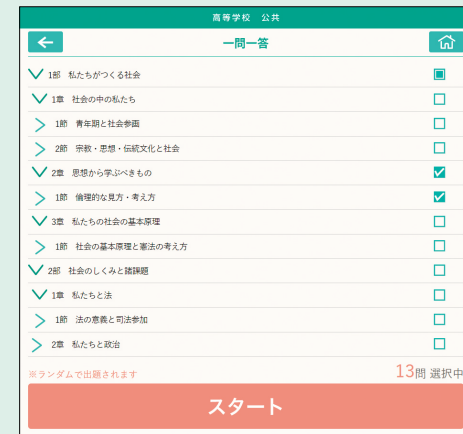 高等学校 公共
一問一答
1部 私たちがつくる社会
1章 社会の中の私たち
1節 青年期と社会参画
2節 宗教・思想・伝統文化と社会
2章 思想から学ぶべきもの
1節 倫理的な見方・考え方
3章 私たちの社会の基本原理
1節 社会の基本原理と憲法の考え方
2部 社会のしくみと諸課題
1章 私たちと法
1節 法の意義と司法参加
2章 私たちと政治
※ランダムで出題されます 13問 選択中
スタート